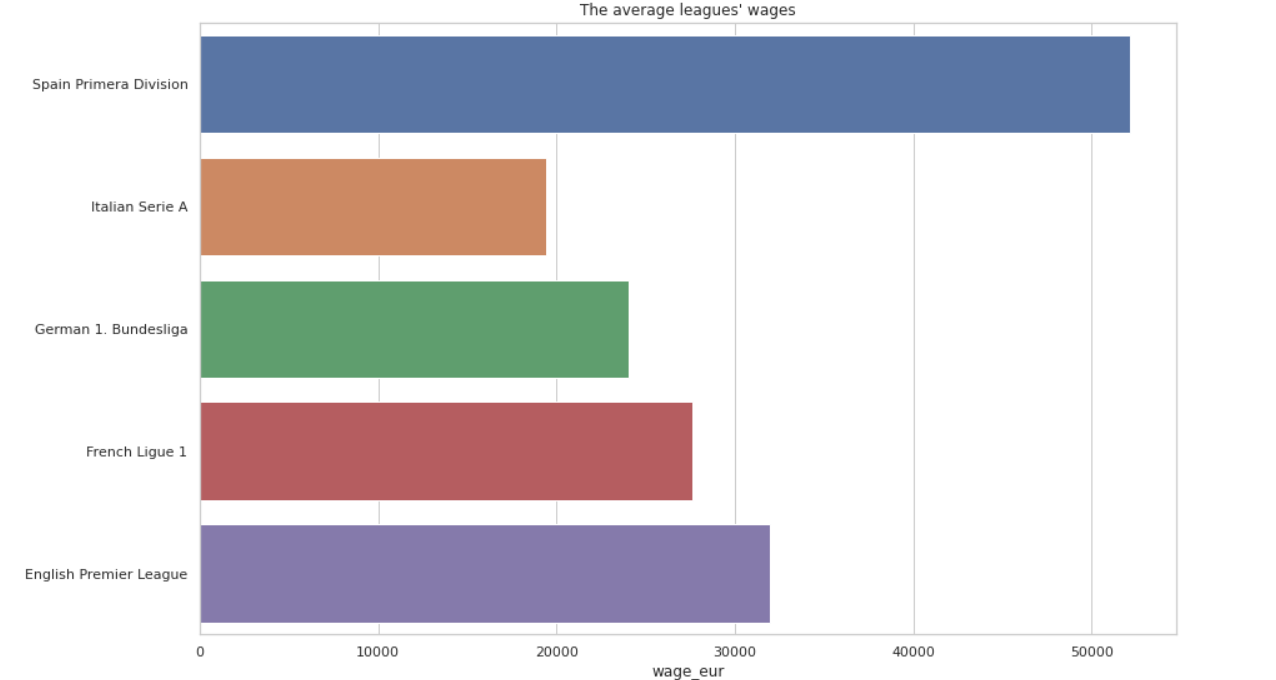 The average leagues' wages
Spain Primera Division
Italian Serie A
German 1. Bundesliga
French Ligue 1
English Premier League
0 10000 20000 30000 40000 50000
wage_eur